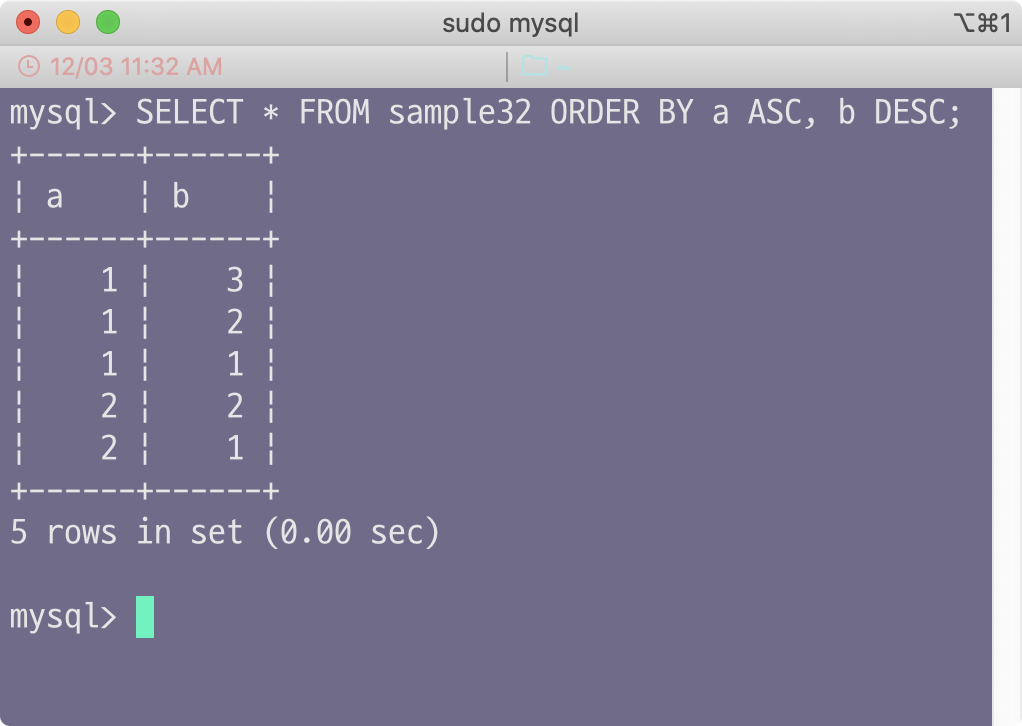 sudo mysql
⌥⌘1
12/03 11:32 AM
~
mysql> SELECT * FROM sample32 ORDER BY a ASC, b DESC;
+------+------+
| a    | b    |
+------+------+
|    1 |    3 |
|    1 |    2 |
|    1 |    1 |
|    2 |    2 |
|    2 |    1 |
+------+------+
5 rows in set (0.00 sec)
mysql>